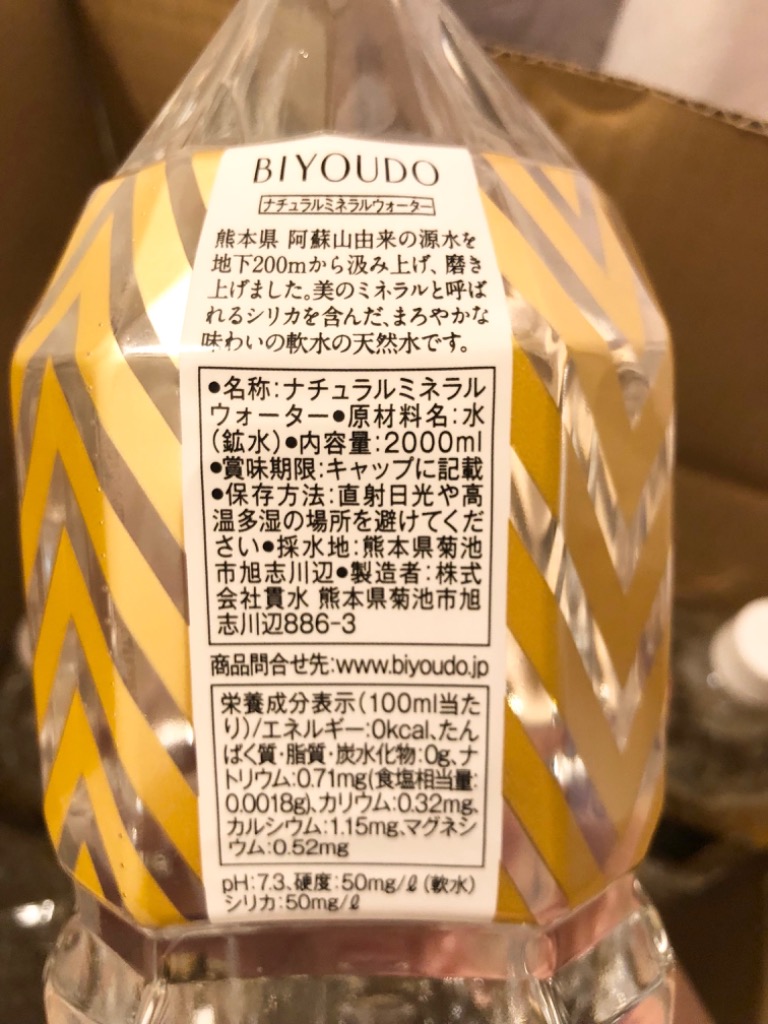 BIYOUDO
ナチュラルミネラルウォーター
熊本県 阿蘇山由来の源水を
地下200mから汲み上げ、磨き
上げました。美のミネラルと呼ば
れるシリカを含んだ、まろやかな
味わいの軟水の天然水です。
●名称:ナチュラルミネラル
ウォーター●原材料名:水
(鉱水)●内容量:2000ml
●賞味期限:キャップに記載
●保存方法:直射日光や高
温多湿の場所を避けてくだ
さい●採水地:熊本県菊池
市旭志川辺●製造者:株式
会社貫水 熊本県菊池市旭
志川辺886-3
商品問合せ先:www.biyoudo.jp
栄養成分表示(100ml当た
り)/エネルギー:0kcal、たん
ぱく質・脂質・炭水化物:0g、ナ
トリウム:0.71mg(食塩相当量:
0.0018g)、カリウム:0.32mg、
カルシウム:1.15mg、マグネシ
ウム:0.52mg
pH:7.3、硬度:50mg/ℓ(軟水)
シリカ:50mg/ℓ